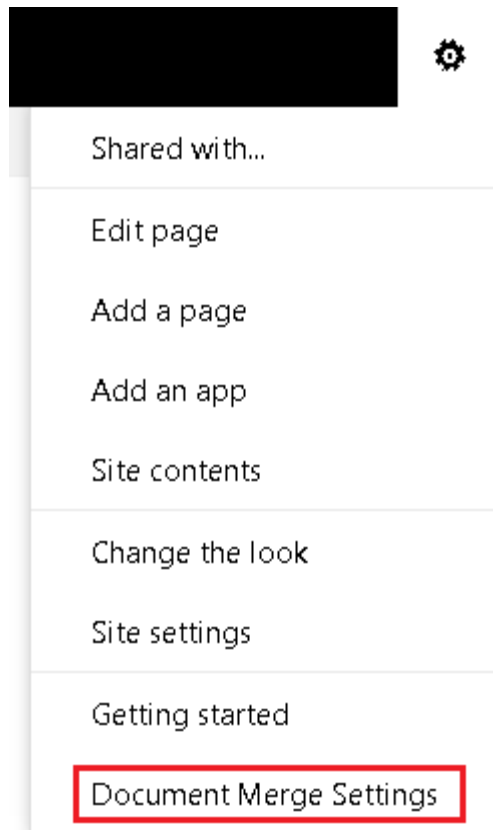 Shared with...
Edit page
Add a page
Add an app
Site contents
Change the look
Site settings
Getting started
Document Merge Settings